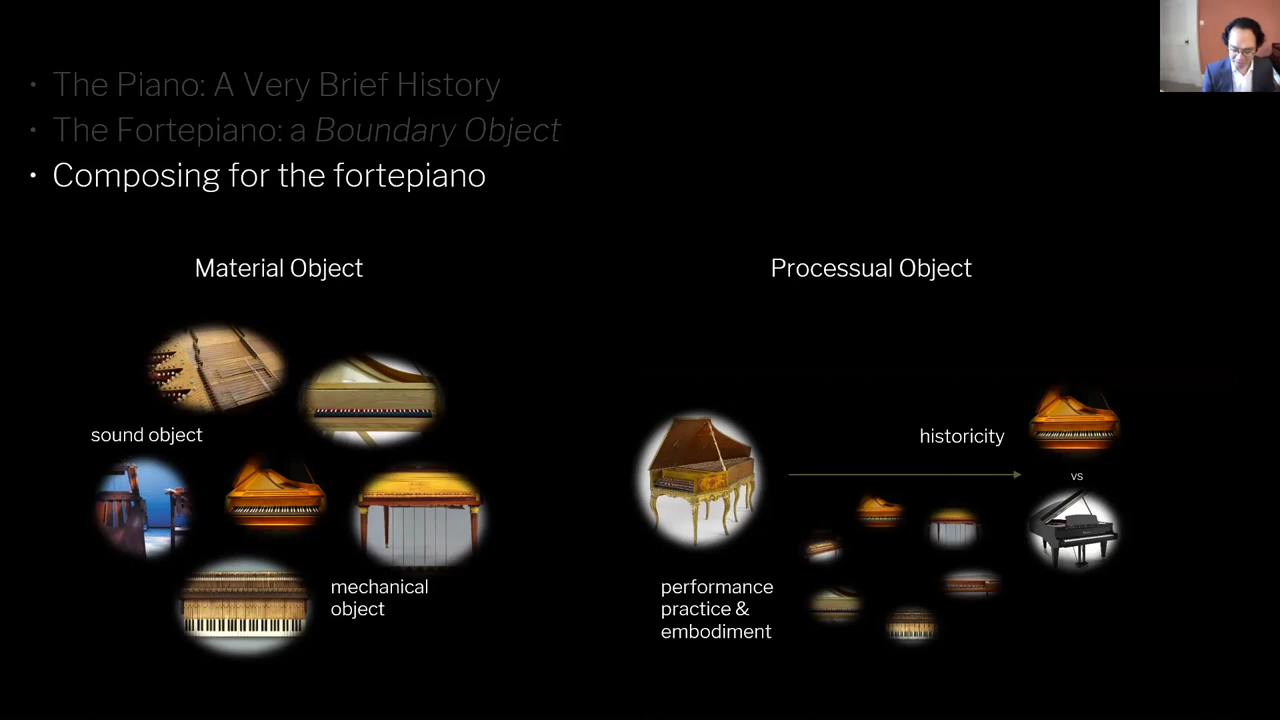 • The Piano: A Very Brief History
• The Fortepiano: a Boundary Object
• Composing for the fortepiano
Material Object
Processual Object
sound object
historicity
vs
mechanical
object
performance
practice &
embodiment